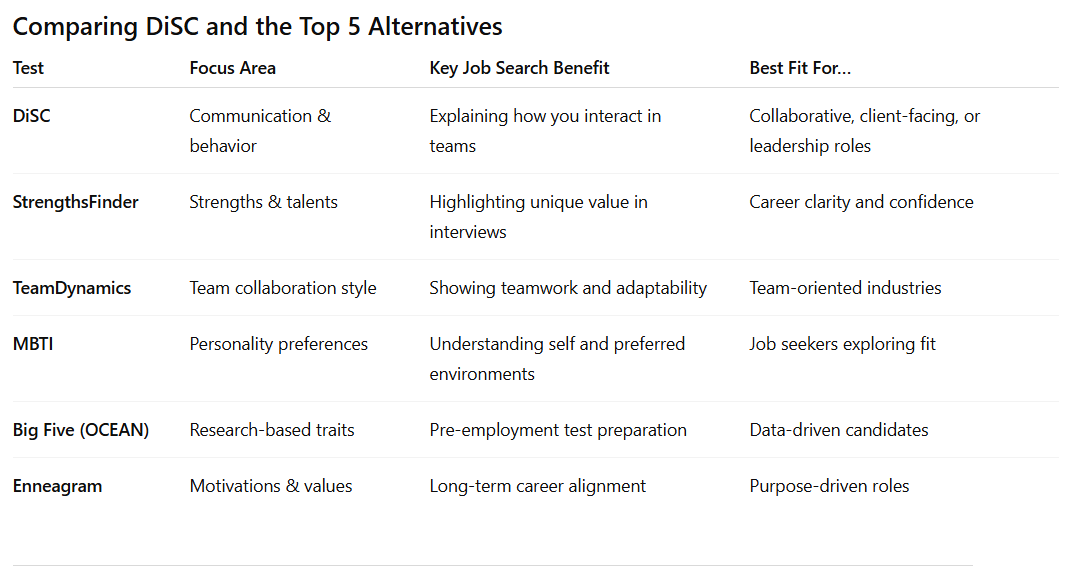 Comparing DiSC and the Top 5 Alternatives
Test Focus Area Key Job Search Benefit Best Fit For...
DiSC Communication & Explaining how you interact in Collaborative, client-facing, or
behavior teams leadership roles
StrengthsFinder Strengths & talents Highlighting unique value in Career clarity and confidence
interviews
TeamDynamics Team collaboration style Showing teamwork and adaptability Team-oriented industries
MBTI Personality preferences Understanding self and preferred Job seekers exploring fit
environments
Big Five (OCEAN) Research-based traits Pre-employment test preparation Data-driven candidates
Enneagram Motivations & values Long-term career alignment Purpose-driven roles